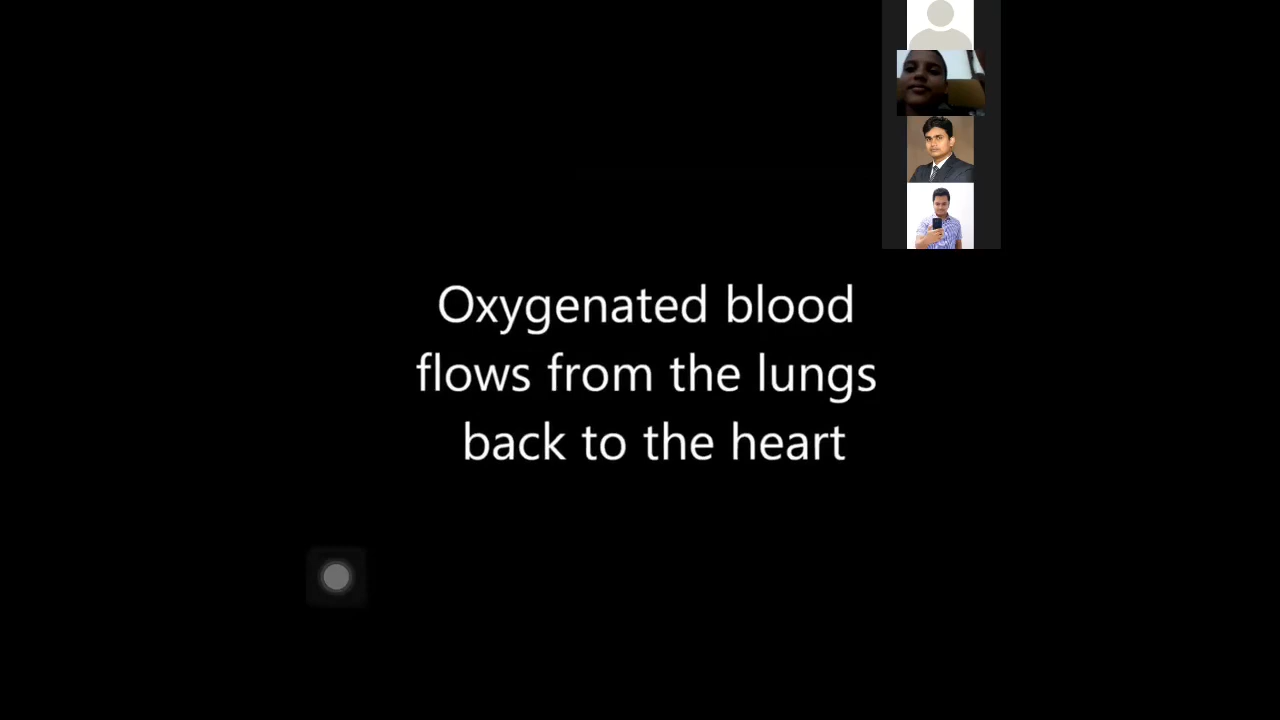 Oxygenated blood
flows from the lungs
back to the heart